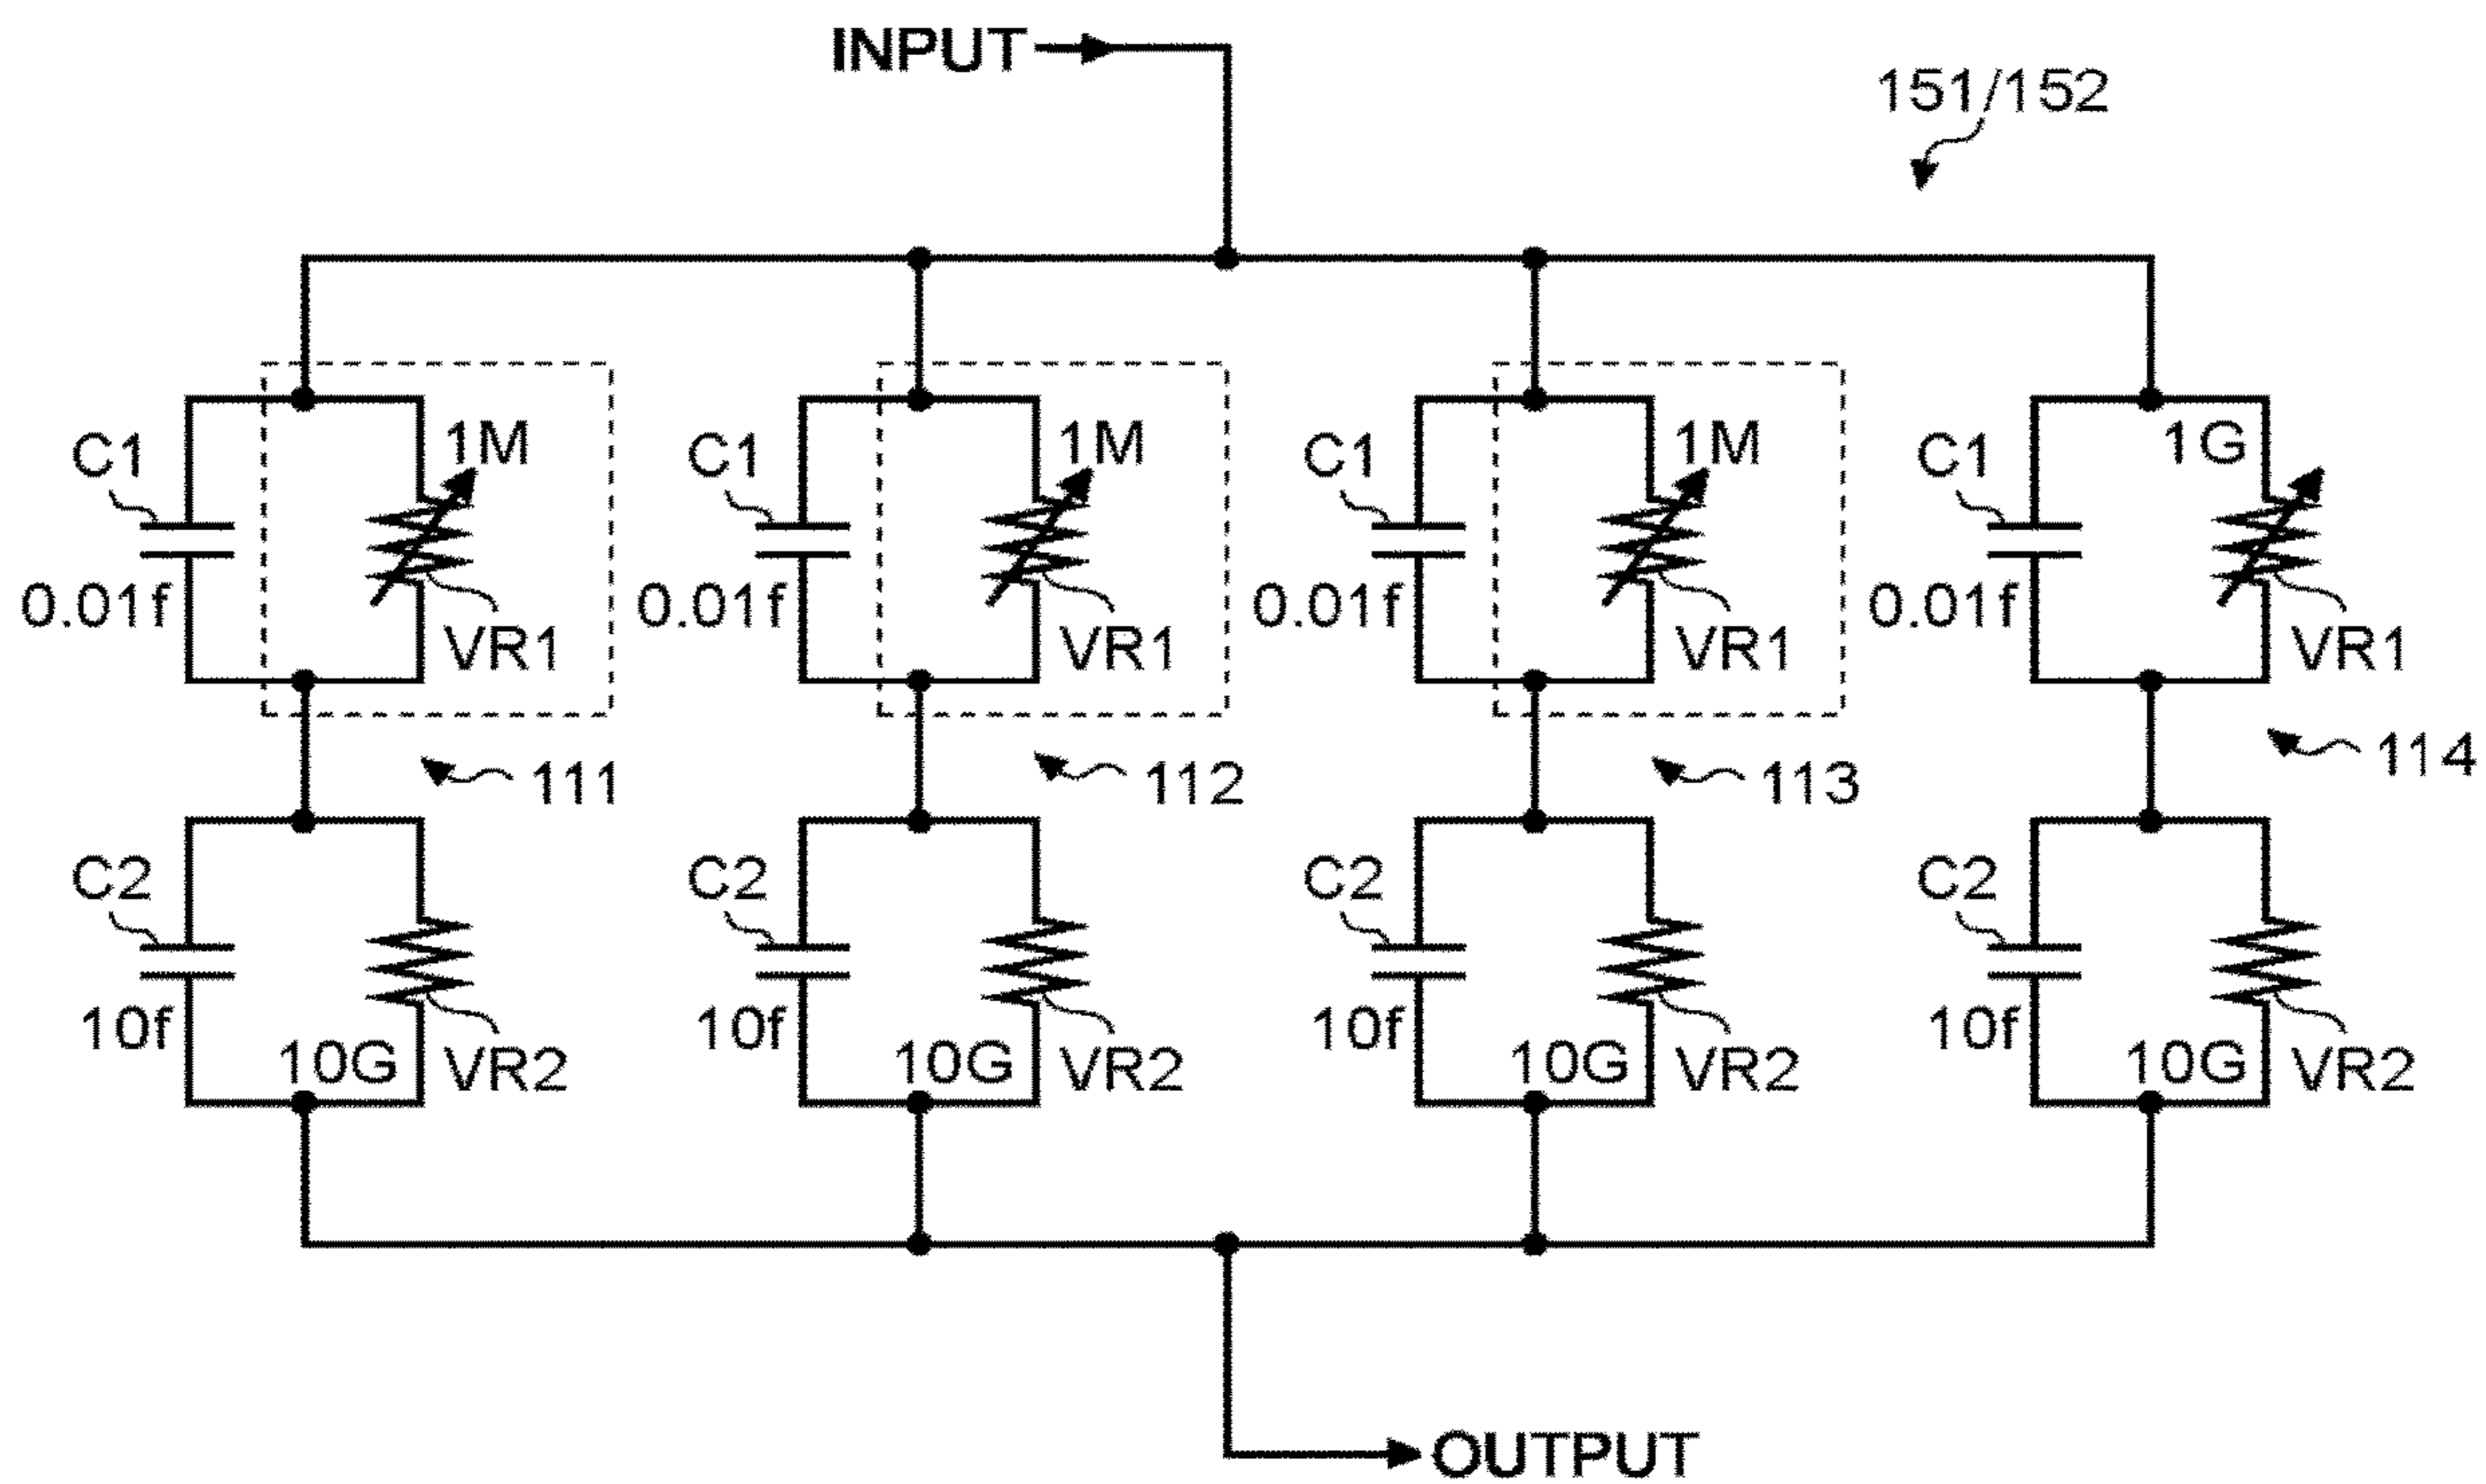 INPUT
151/152
C1
1M
C1
1M
C1
1M
C1
1G
0.01f
VR1
0.01f
VR1
0.01f
VR1
0.01f
VR1
111
112
113
114
C2
C2
C2
C2
10f
10G
VR2
10f
10G
VR2
10f
10G
VR2
10f
10G
VR2
OUTPUT